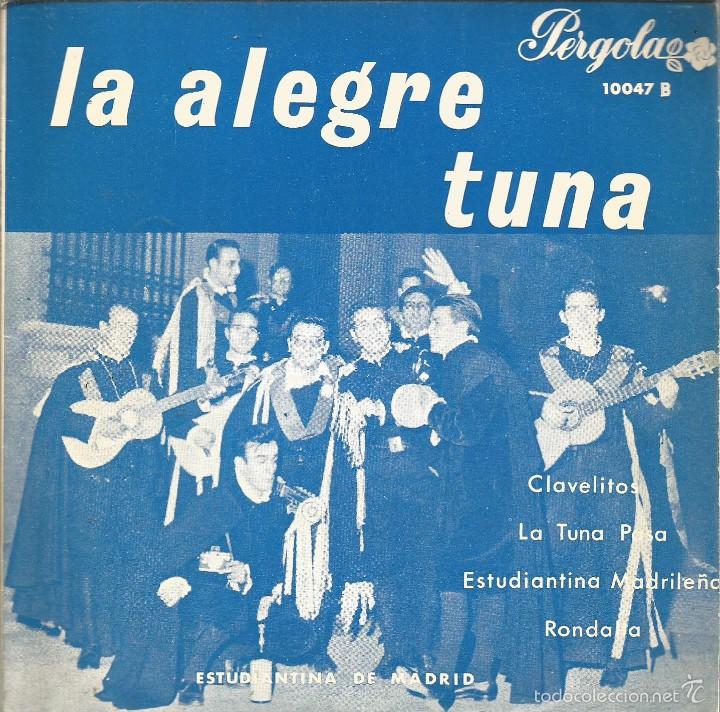 Pergola
10047 B
la alegre
tuna
Clavelitos
La Tuna Pasa
Estudiantina Madrileña
Rondalla
ESTUDIANTINA DE MADRID
todocoleccion.net